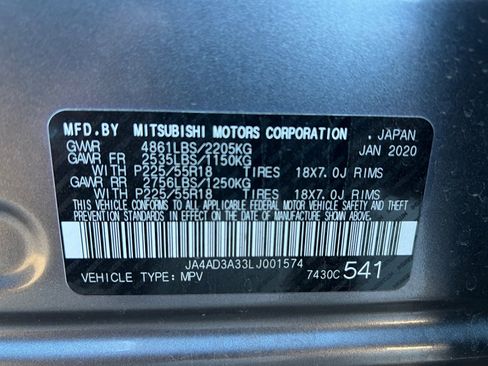 MFD.BY MITSUBISHI MOTORS CORPORATION . JAPAN
GVWR 4861LBS/2205KG JAN 2020
GAWR FR 2535LBS/1150KG
WITH P225/55R18 TIRES 18X7.0J RIMS
GAWR RR 2756LBS/1250KG
WITH P225/55R18 TIRES 18X7.0J RIMS
THIS VEHICLE CONFORMS TO ALL APPLICABLE FEDERAL MOTOR VEHICLE SAFETY AND THEFT
PREVENTION STANDARDS IN EFFECT ON THE DATE OF MANUFACTURE SHOWN ABOVE.
JA4AD3A33LJ001574
VEHICLE TYPE: MPV 7430C 541